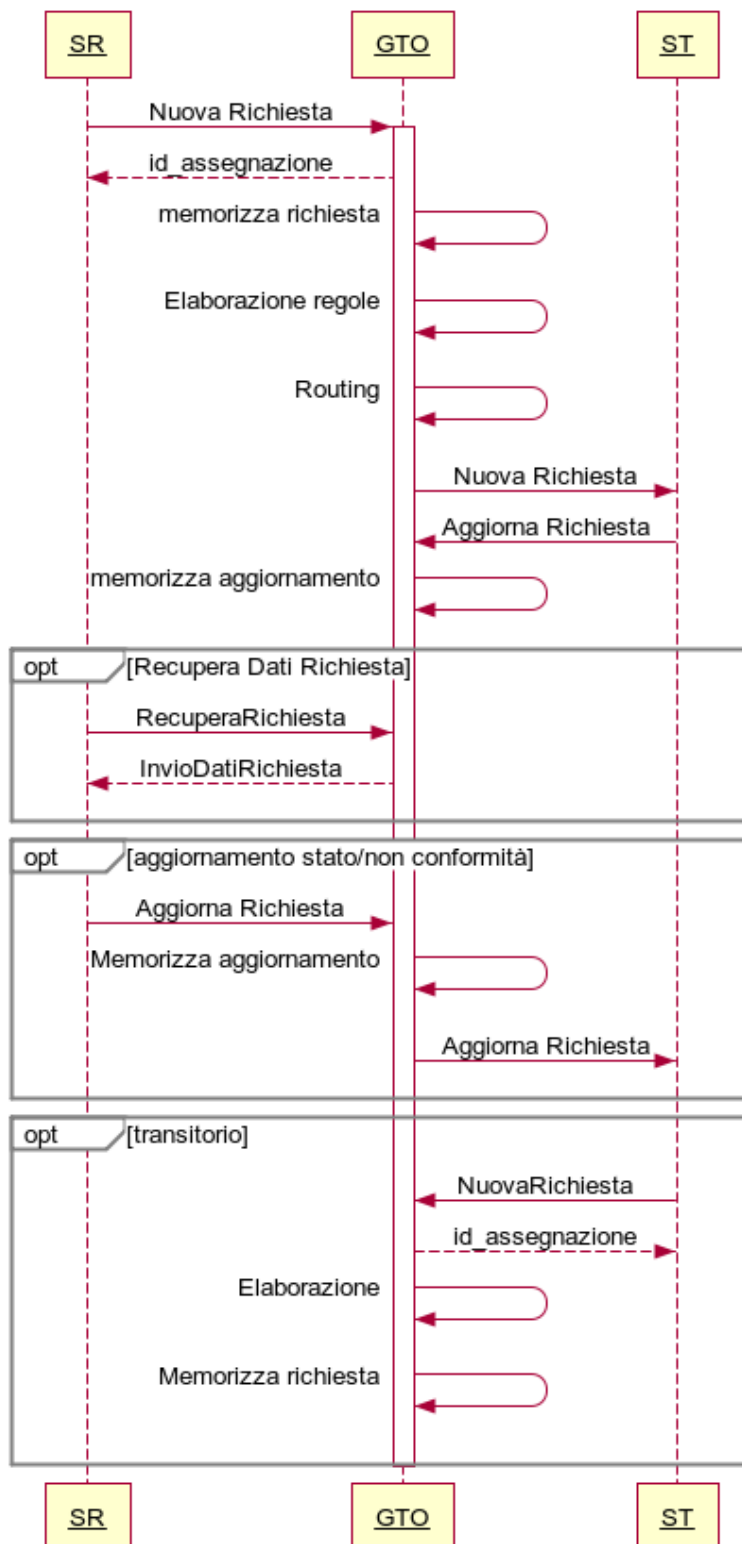 SR
GTO
ST
Nuova Richiesta
id_assegnazione
memorizza richiesta
Elaborazione regole
Routing
Nuova Richiesta
Aggiorna Richiesta
memorizza aggiornamento
opt
[Recupera Dati Richiesta]
RecuperaRichiesta
InvioDatiRichiesta
opt
[aggiornamento stato/non conformità]
Aggiorna Richiesta
Memorizza aggiornamento
Aggiorna Richiesta
opt
[transitorio]
NuovaRichiesta
id_assegnazione
Elaborazione
Memorizza richiesta
SR
GTO
ST